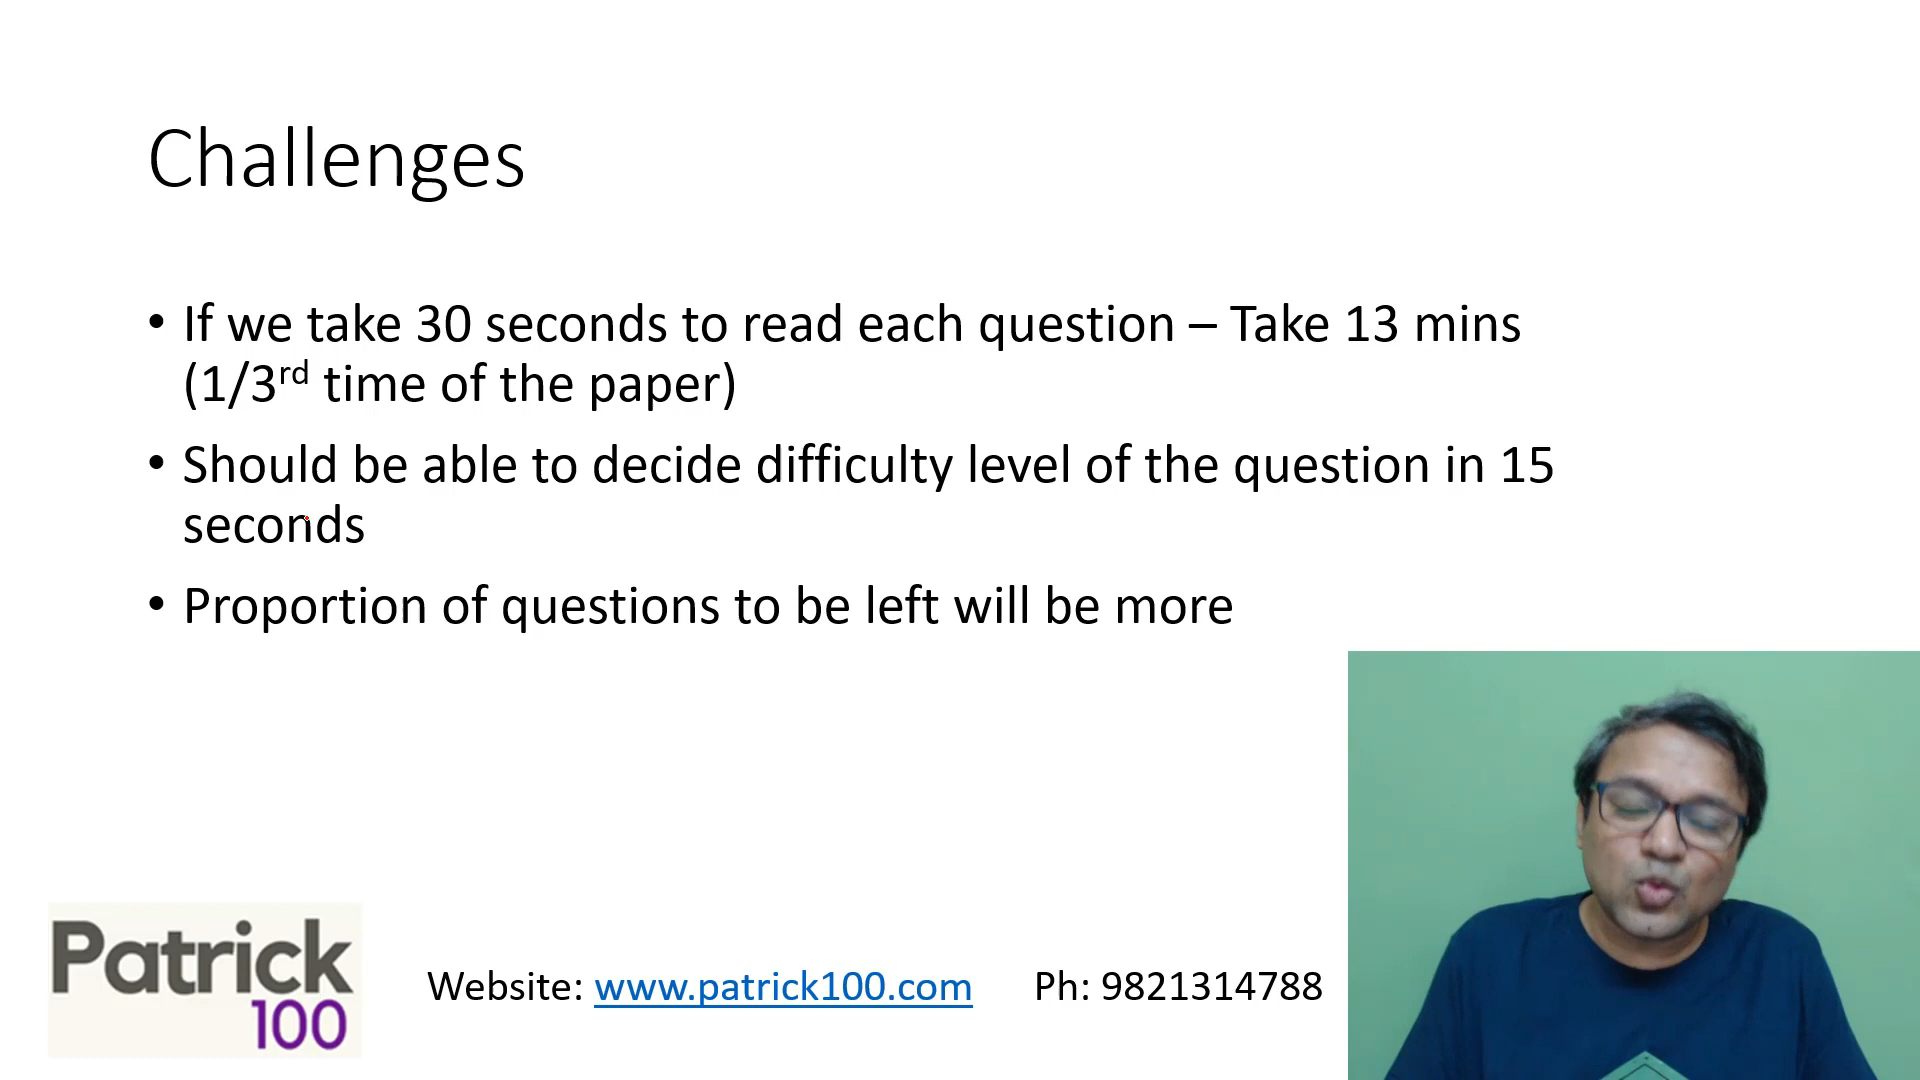 Challenges
• If we take 30 seconds to read each question – Take 13 mins
(1/3rd time of the paper)
• Should be able to decide difficulty level of the question in 15
seconds
• Proportion of questions to be left will be more
Patrick
100
Website: www.patrick100.com Ph: 9821314788